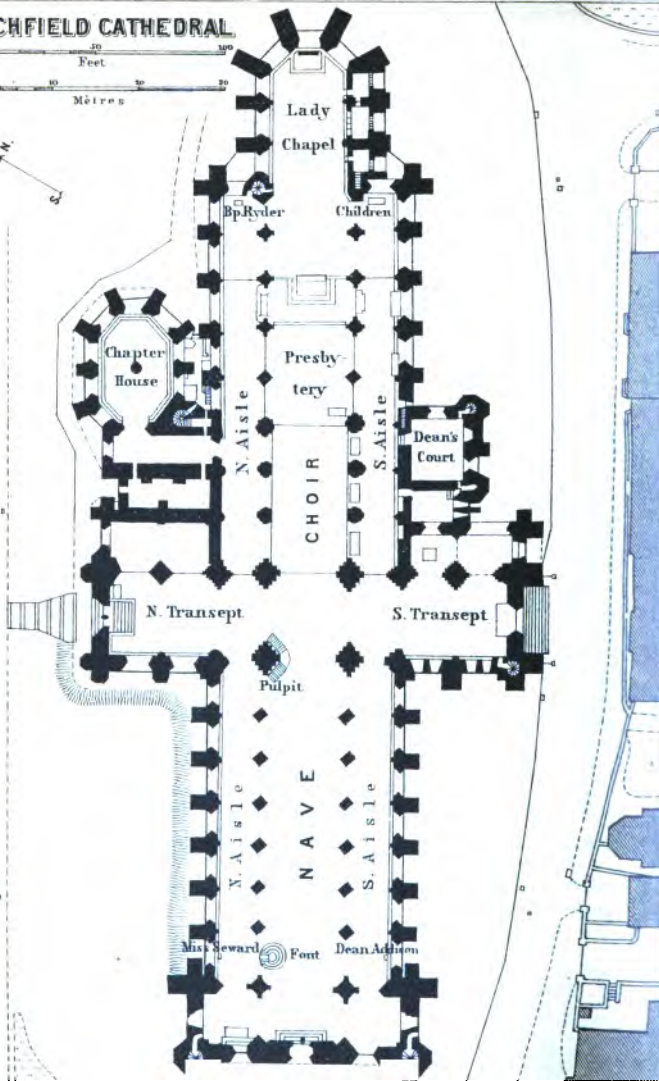 CHFIELD CATHEDRAL
50 100
Feet
10 20 30
Mètres
N.
S.
Lady
Chapel
Bp. Ryder
Children
Chapter
House
Presby-
tery
N. Aisle
S. Aisle
Dean's
Court
CHOIR
N. Transept
S. Transept
Pulpit
N. Aisle
NAVE
S. Aisle
Miss Seward
Font
Dean Addison